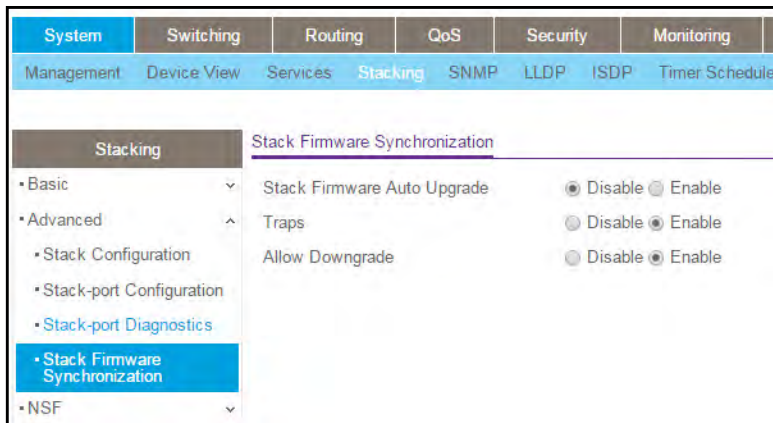 System Switching Routing QoS Security Monitoring
Management Device View Services Stacking SNMP LLDP ISDP Timer Schedule
Stacking
Stack Firmware Synchronization
Basic
Stack Firmware Auto Upgrade Disable Enable
Advanced
Traps Disable Enable
Stack Configuration
Allow Downgrade Disable Enable
Stack-port Configuration
Stack-port Diagnostics
Stack Firmware
Synchronization
NSF